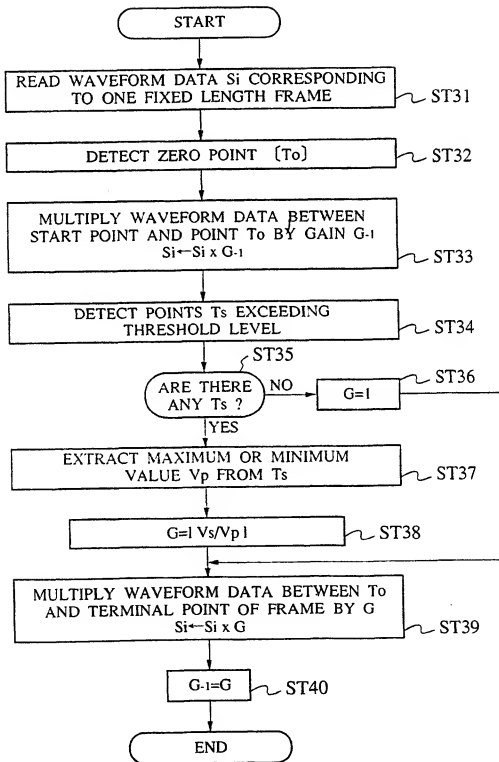 START
READ WAVEFORM DATA Si CORRESPONDING
TO ONE FIXED LENGTH FRAME
ST31
DETECT ZERO POINT [To]
ST32
MULTIPLY WAVEFORM DATA BETWEEN
START POINT AND POINT To BY GAIN G-1
Si←Si x G-1
ST33
DETECT POINTS Ts EXCEEDING
THRESHOLD LEVEL
ST34
ST35
ARE THERE
ANY Ts ?
NO
G=1
ST36
YES
EXTRACT MAXIMUM OR MINIMUM
VALUE Vp FROM Ts
ST37
G=| Vs/Vp |
ST38
MULTIPLY WAVEFORM DATA BETWEEN To
AND TERMINAL POINT OF FRAME BY G
Si←Si x G
ST39
G-1=G
ST40
END